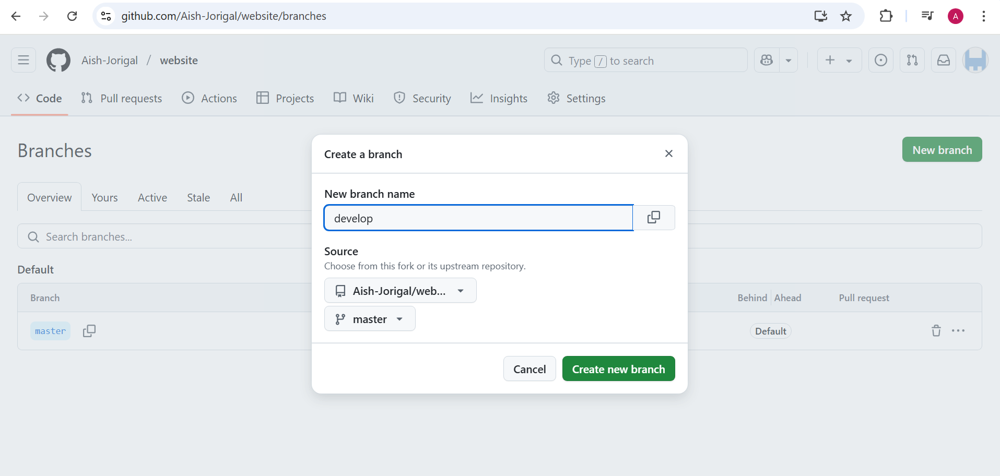 github.com/Aish-Jorigal/website/branches
A
Aish-Jorigal / website
Type / to search
Code Pull requests Actions Projects Wiki Security Insights Settings
Branches
New branch
Overview Yours Active Stale All
Search branches...
Default
Branch Behind Ahead Pull request
master Default
Create a branch
New branch name
develop
Source
Choose from this fork or its upstream repository.
Aish-Jorigal/web...
master
Cancel Create new branch